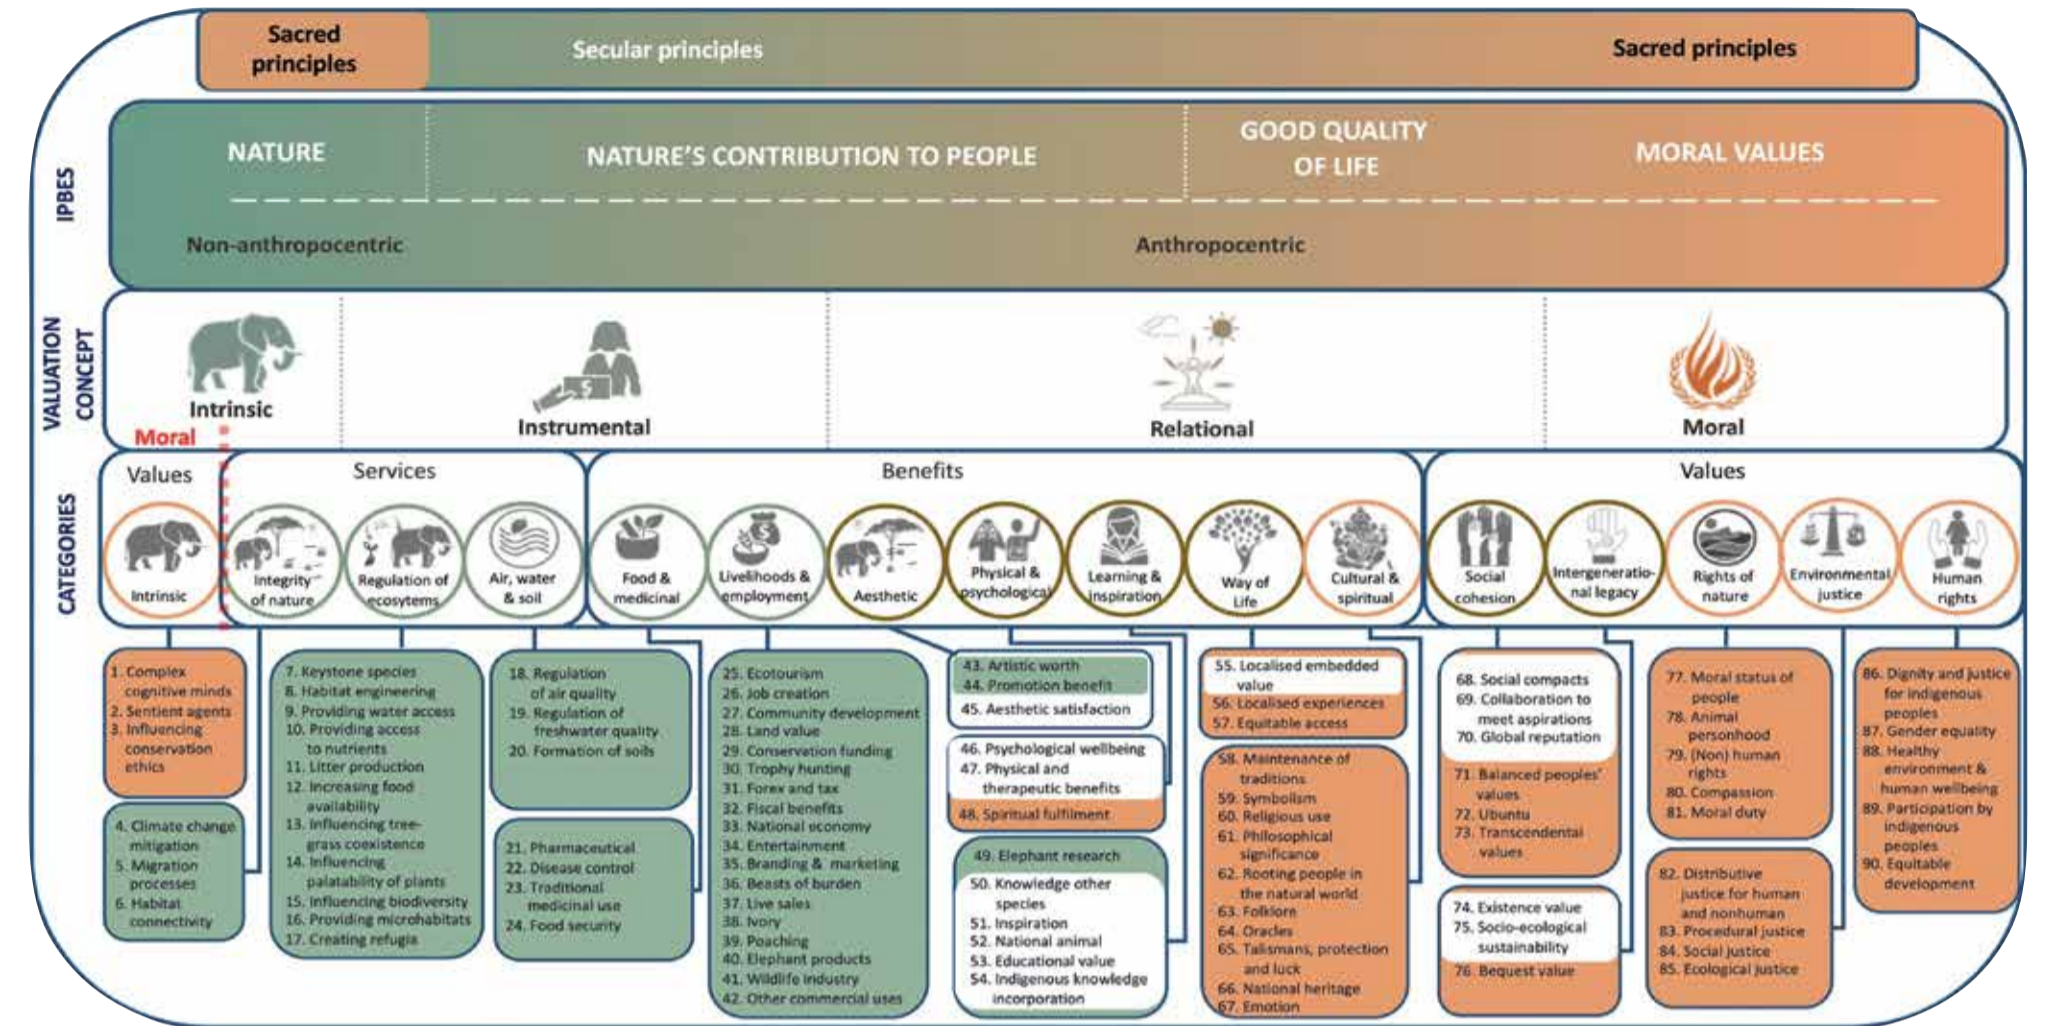 Sacred
principles
Secular principles
Sacred principles
IPBES
NATURE
NATURE'S CONTRIBUTION TO PEOPLE
GOOD QUALITY
OF LIFE
MORAL VALUES
Non-anthropocentric
Anthropocentric
VALUATION
CONCEPT
Intrinsic
Instrumental
Relational
Moral
Moral
CATEGORIES
Values
Services
Benefits
Values
Intrinsic
Integrity
of nature
Regulation of
ecosytems
Air, water
& soil
Food &
medicinal
Livelihoods &
employment
Aesthetic
Physical &
psychological
Learning &
inspiration
Way of
Life
Cultural &
spiritual
Social
cohesion
Intergeneratio-
nal legacy
Rights of
nature
Environmental
justice
Human
rights
1. Complex
cognitive minds
2. Sentient agents
3. Influencing
conservation
ethics
4. Climate change
mitigation
5. Migration
processes
6. Habitat
connectivity
7. Keystone species
8. Habitat engineering
9. Providing water access
10. Providing access
to nutrients
11. Litter production
12. Increasing food
availability
13. Influencing tree-
grass coexistence
14. Influencing
palatability of plants
15. Influencing biodiversity
16. Providing microhabitats
17. Creating refugia
18. Regulation
of air quality
19. Regulation of
freshwater quality
20. Formation of soils
21. Pharmaceutical
22. Disease control
23. Traditional
medicinal use
24. Food security
25. Ecotourism
26. Job creation
27. Community development
28. Land value
29. Conservation funding
30. Trophy hunting
31. Forex and tax
32. Fiscal benefits
33. National economy
34. Entertainment
35. Branding & marketing
36. Beasts of burden
37. Live sales
38. Ivory
39. Poaching
40. Elephant products
41. Wildlife industry
42. Other commercial uses
43. Artistic worth
44. Promotion benefit
45. Aesthetic satisfaction
46. Psychological wellbeing
47. Physical and
therapeutic benefits
48. Spiritual fulfilment
49. Elephant research
50. Knowledge other
species
51. Inspiration
52. National animal
53. Educational value
54. Indigenous knowledge
incorporation
55. Localised embedded
value
56. Localised experiences
57. Equitable access
58. Maintenance of
traditions
59. Symbolism
60. Religious use
61. Philosophical
significance
62. Rooting people in
the natural world
63. Folklore
64. Oracles
65. Talismans, protection
and luck
66. National heritage
67. Emotion
68. Social compacts
69. Collaboration to
meet aspirations
70. Global reputation
71. Balanced peoples'
values
72. Ubuntu
73. Transcendental
values
74. Existence value
75. Socio-ecological
sustainability
76. Bequest value
77. Moral status of
people
78. Animal
personhood
79. (Non) human
rights
80. Compassion
81. Moral duty
82. Distributive
justice for human
and nonhuman
83. Procedural justice
84. Social justice
85. Ecological justice
86. Dignity and justice
for indigenous
peoples
87. Gender equality
88. Healthy
environment &
human wellbeing
89. Participation by
indigenous
peoples
90. Equitable
development